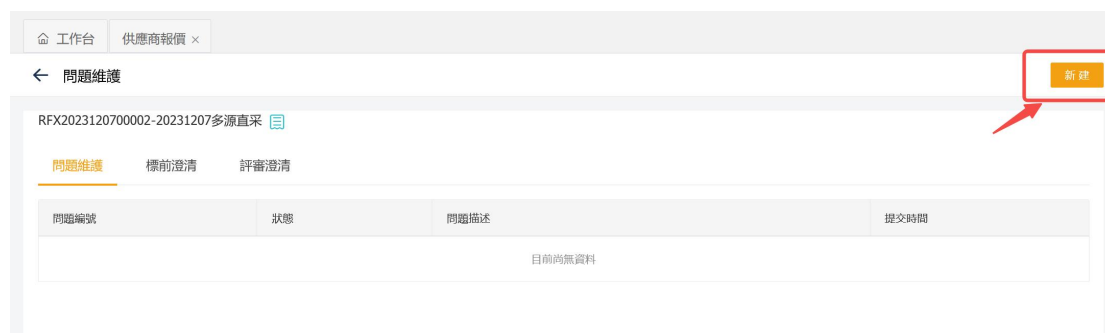 工作台 供應商報價 ×
← 問題維護 新建
RFX2023120700002-20231207多源直采
問題維護 標前澄清 評審澄清
問題編號 狀態 問題描述 提交時間
目前尚無資料